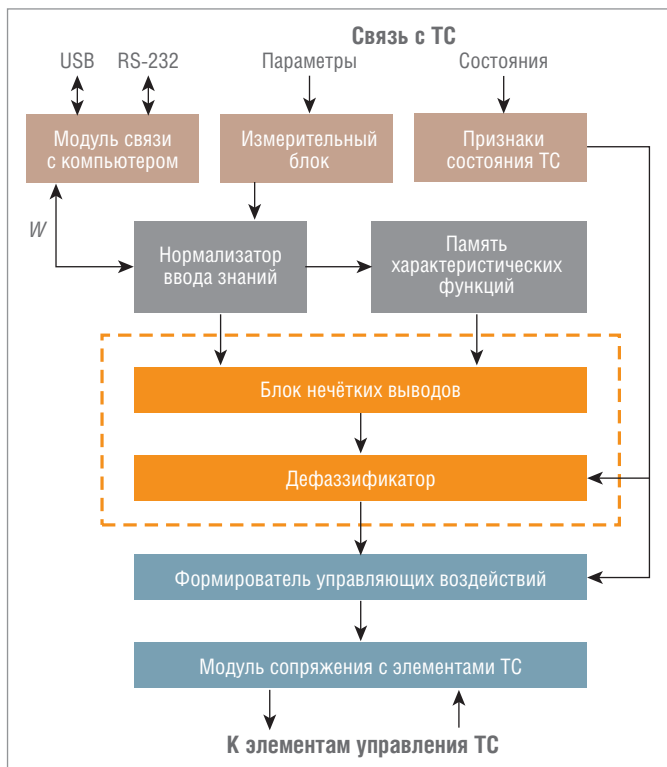 Связь с ТС
USB RS-232 Параметры Состояния
Модуль связи
с компьютером
Измерительный
блок
Признаки
состояния ТС
W
Нормализатор
ввода знаний
Память
характеристических
функций
Блок нечётких выводов
Дефаззификатор
Формирователь управляющих воздействий
Модуль сопряжения с элементами ТС
К элементам управления ТС